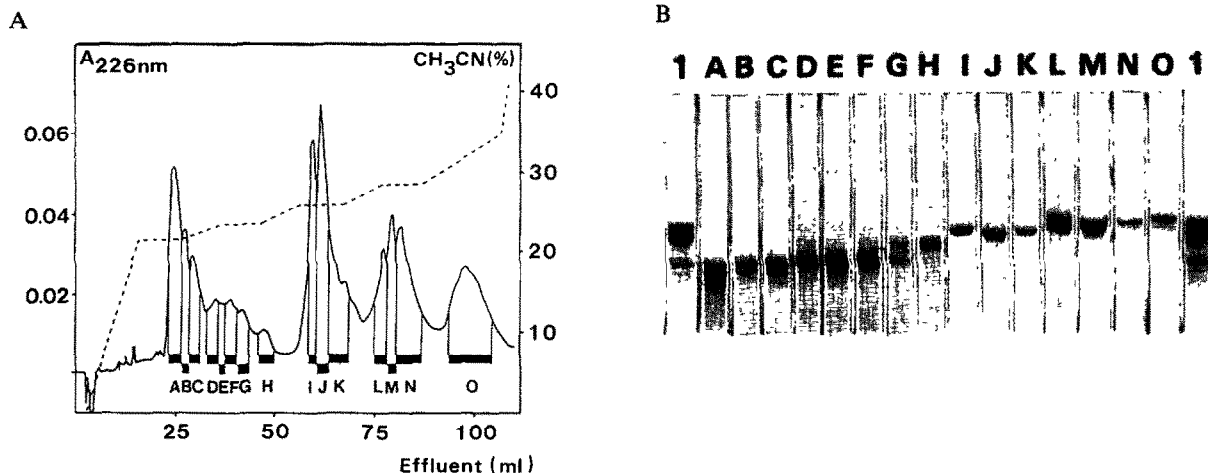 A
A226nm
CH3CN(%)
0.06
0.04
0.02
40
30
20
10
A B C D E F G H I J K L M N O
25 50 75 100
Effluent (ml)
B
1 A B C D E F G H I J K L M N O 1